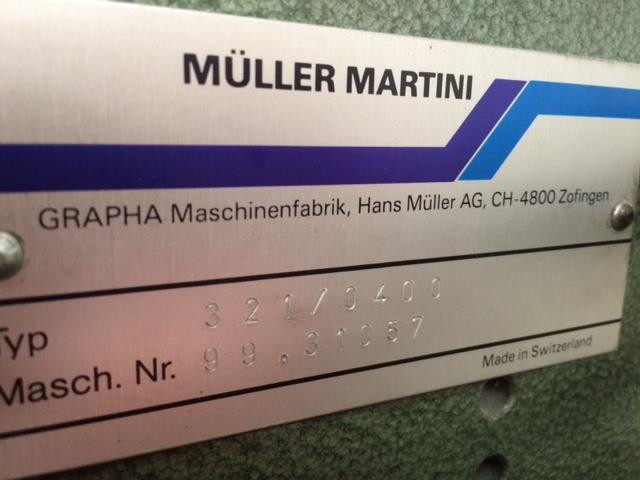 MÜLLER MARTINI
GRAPHA Maschinenfabrik, Hans Müller AG, CH-4800 Zofingen
Typ 321/0400
Masch. Nr. 99.31057
Made in Switzerland